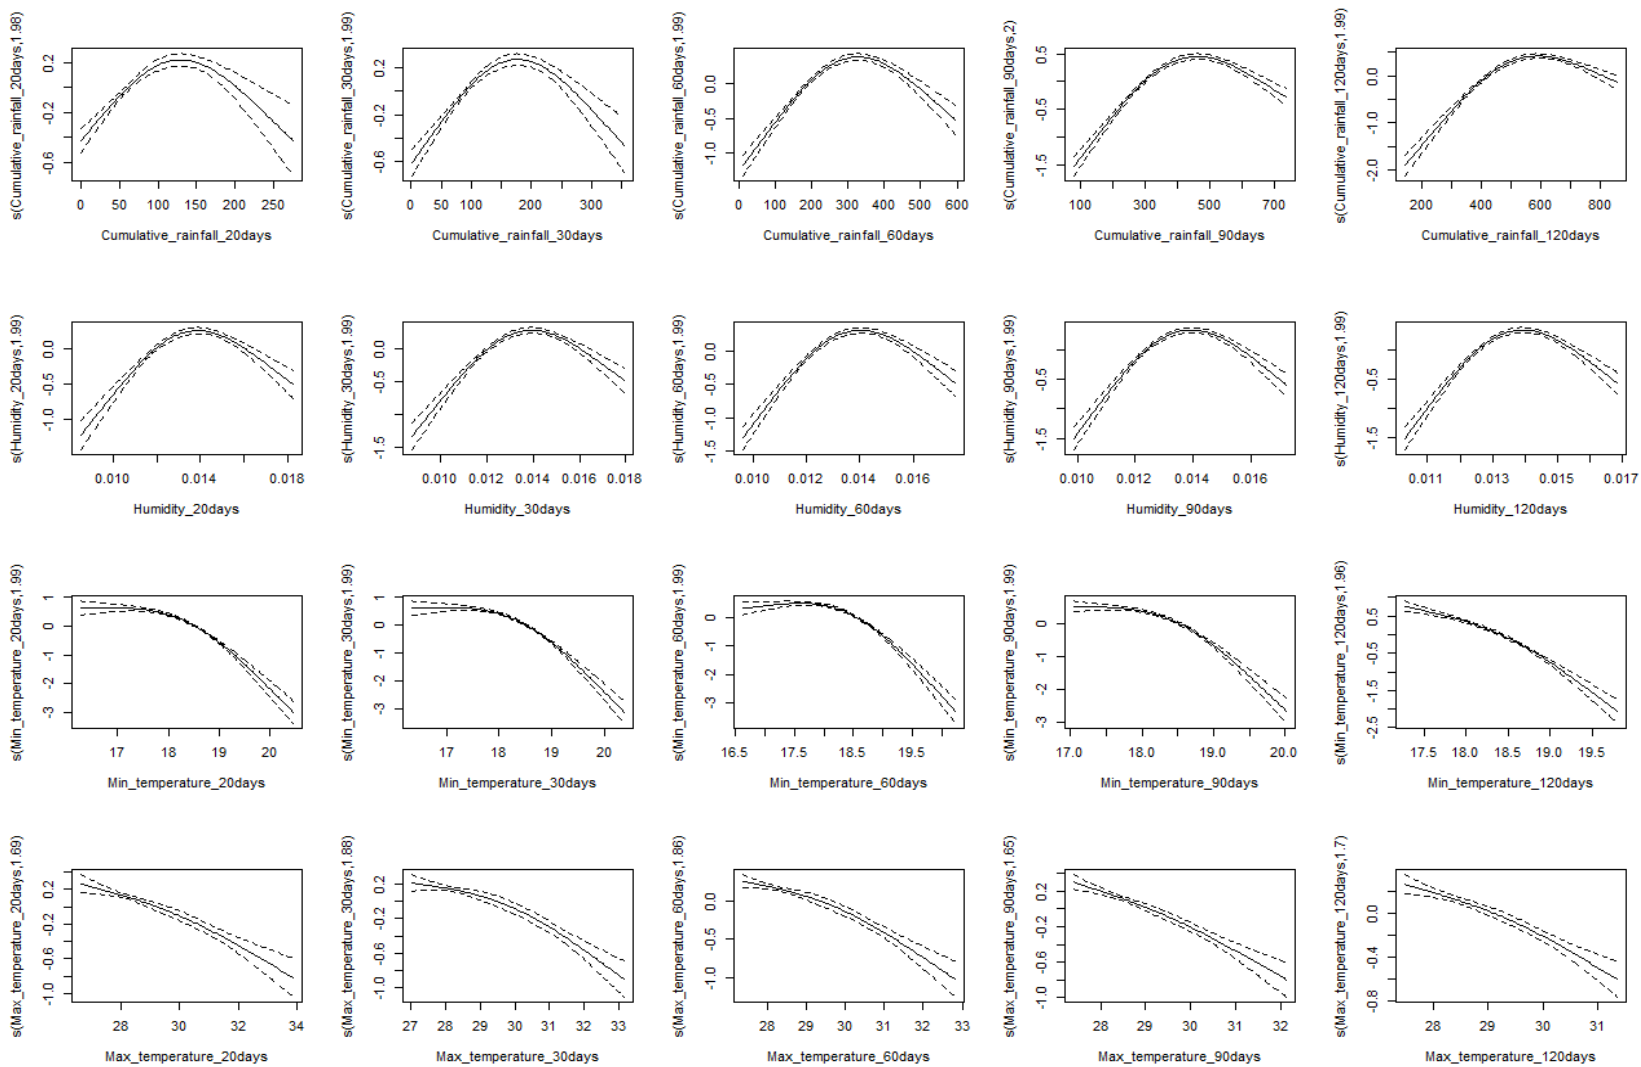 s(Cumulative_rainfall_20days,1.98)
0.2
-0.2
-0.6
0 50 100 150 200 250
Cumulative_rainfall_20days
s(Cumulative_rainfall_30days,1.99)
0.2
-0.2
-0.6
0 50 100 200 300
Cumulative_rainfall_30days
s(Cumulative_rainfall_60days,1.99)
0.0
-0.5
-1.0
0 100 200 300 400 500 600
Cumulative_rainfall_60days
s(Cumulative_rainfall_90days,2)
0.5
-0.5
-1.5
100 300 500 700
Cumulative_rainfall_90days
s(Cumulative_rainfall_120days,1.99)
0.0
-1.0
-2.0
200 400 600 800
Cumulative_rainfall_120days
s(Humidity_20days,1.99)
0.0
-0.5
-1.0
0.010 0.014 0.018
Humidity_20days
s(Humidity_30days,1.99)
0.0
-0.5
-1.5
0.010 0.012 0.014 0.016 0.018
Humidity_30days
s(Humidity_60days,1.99)
0.0
-0.5
-1.0
-1.5
0.010 0.012 0.014 0.016
Humidity_60days
s(Humidity_90days,1.99)
-0.5
-1.5
0.010 0.012 0.014 0.016
Humidity_90days
s(Humidity_120days,1.99)
-0.5
-1.5
0.011 0.013 0.015 0.017
Humidity_120days
s(Min_temperature_20days,1.99)
1
0
-1
-2
-3
17 18 19 20
Min_temperature_20days
s(Min_temperature_30days,1.99)
1
0
-1
-2
-3
17 18 19 20
Min_temperature_30days
s(Min_temperature_60days,1.99)
0
-1
-2
-3
16.5 17.5 18.5 19.5
Min_temperature_60days
s(Min_temperature_90days,1.99)
0
-1
-2
-3
17.0 18.0 19.0 20.0
Min_temperature_90days
s(Min_temperature_120days,1.96)
0.5
-0.5
-1.5
-2.5
17.5 18.0 18.5 19.0 19.5
Min_temperature_120days
s(Max_temperature_20days,1.69)
0.2
-0.2
-0.6
-1.0
28 30 32 34
Max_temperature_20days
s(Max_temperature_30days,1.88)
0.2
-0.2
-0.6
-1.0
27 28 29 30 31 32 33
Max_temperature_30days
s(Max_temperature_60days,1.86)
0.0
-0.5
-1.0
28 29 30 31 32 33
Max_temperature_60days
s(Max_temperature_90days,1.65)
0.2
-0.2
-0.6
-1.0
28 29 30 31 32
Max_temperature_90days
s(Max_temperature_120days,1.7)
0.0
-0.4
-0.8
28 29 30 31
Max_temperature_120days